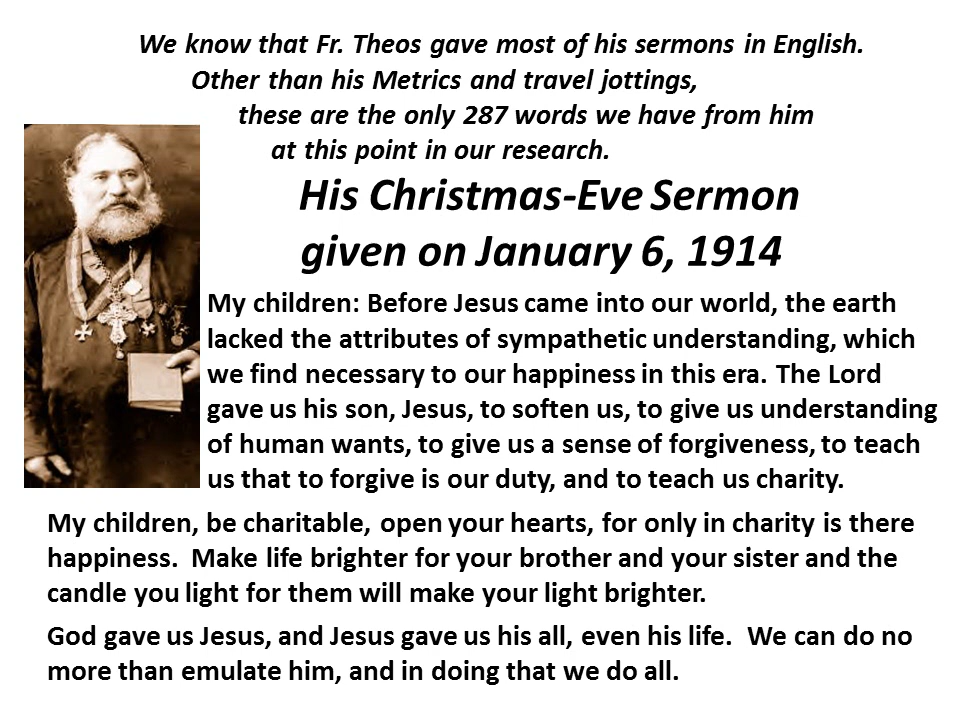 We know that Fr. Theos gave most of his sermons in English.
Other than his Metrics and travel jottings,
these are the only 287 words we have from him
at this point in our research.
His Christmas-Eve Sermon
given on January 6, 1914
My children: Before Jesus came into our world, the earth
lacked the attributes of sympathetic understanding, which
we find necessary to our happiness in this era. The Lord
gave us his son, Jesus, to soften us, to give us understanding
of human wants, to give us a sense of forgiveness, to teach
us that to forgive is our duty, and to teach us charity.
My children, be charitable, open your hearts, for only in charity is there
happiness.  Make life brighter for your brother and your sister and the
candle you light for them will make your light brighter.
God gave us Jesus, and Jesus gave us his all, even his life.  We can do no
more than emulate him, and in doing that we do all.